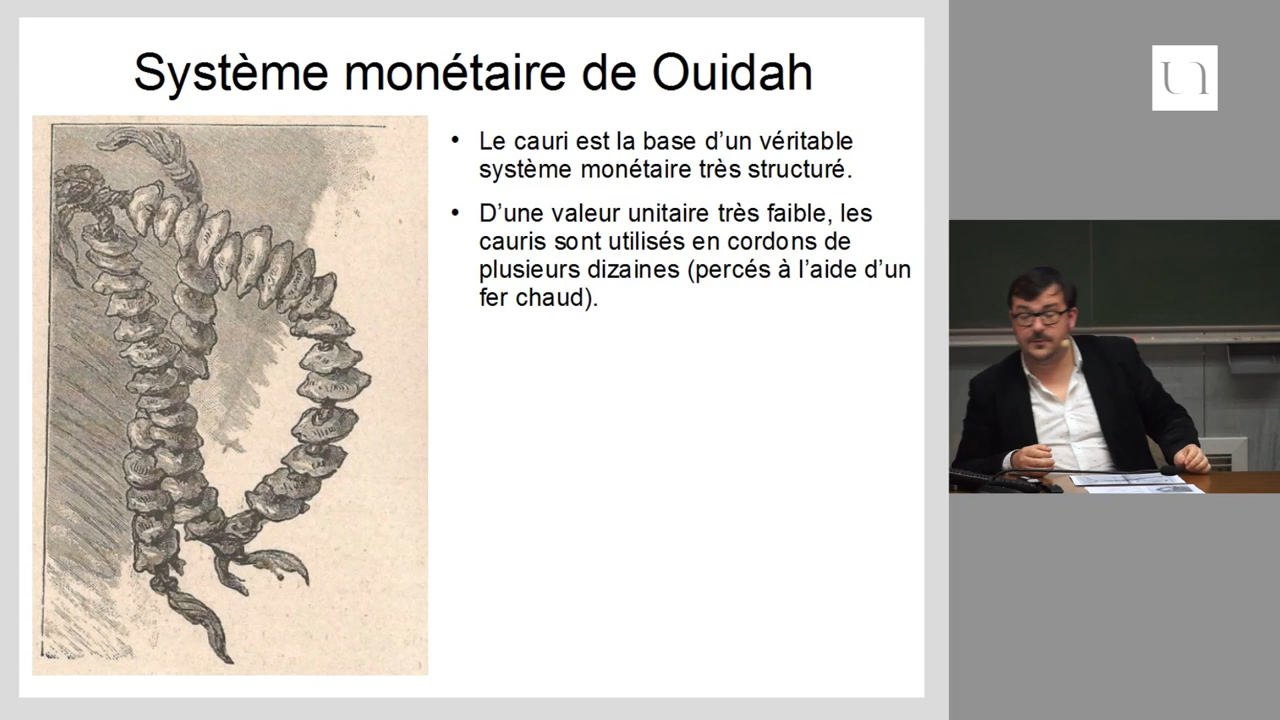 Système monétaire de Ouidah
• Le cauri est la base d’un véritable
système monétaire très structuré.
• D’une valeur unitaire très faible, les
cauris sont utilisés en cordons de
plusieurs dizaines (percés à l’aide d’un
fer chaud).